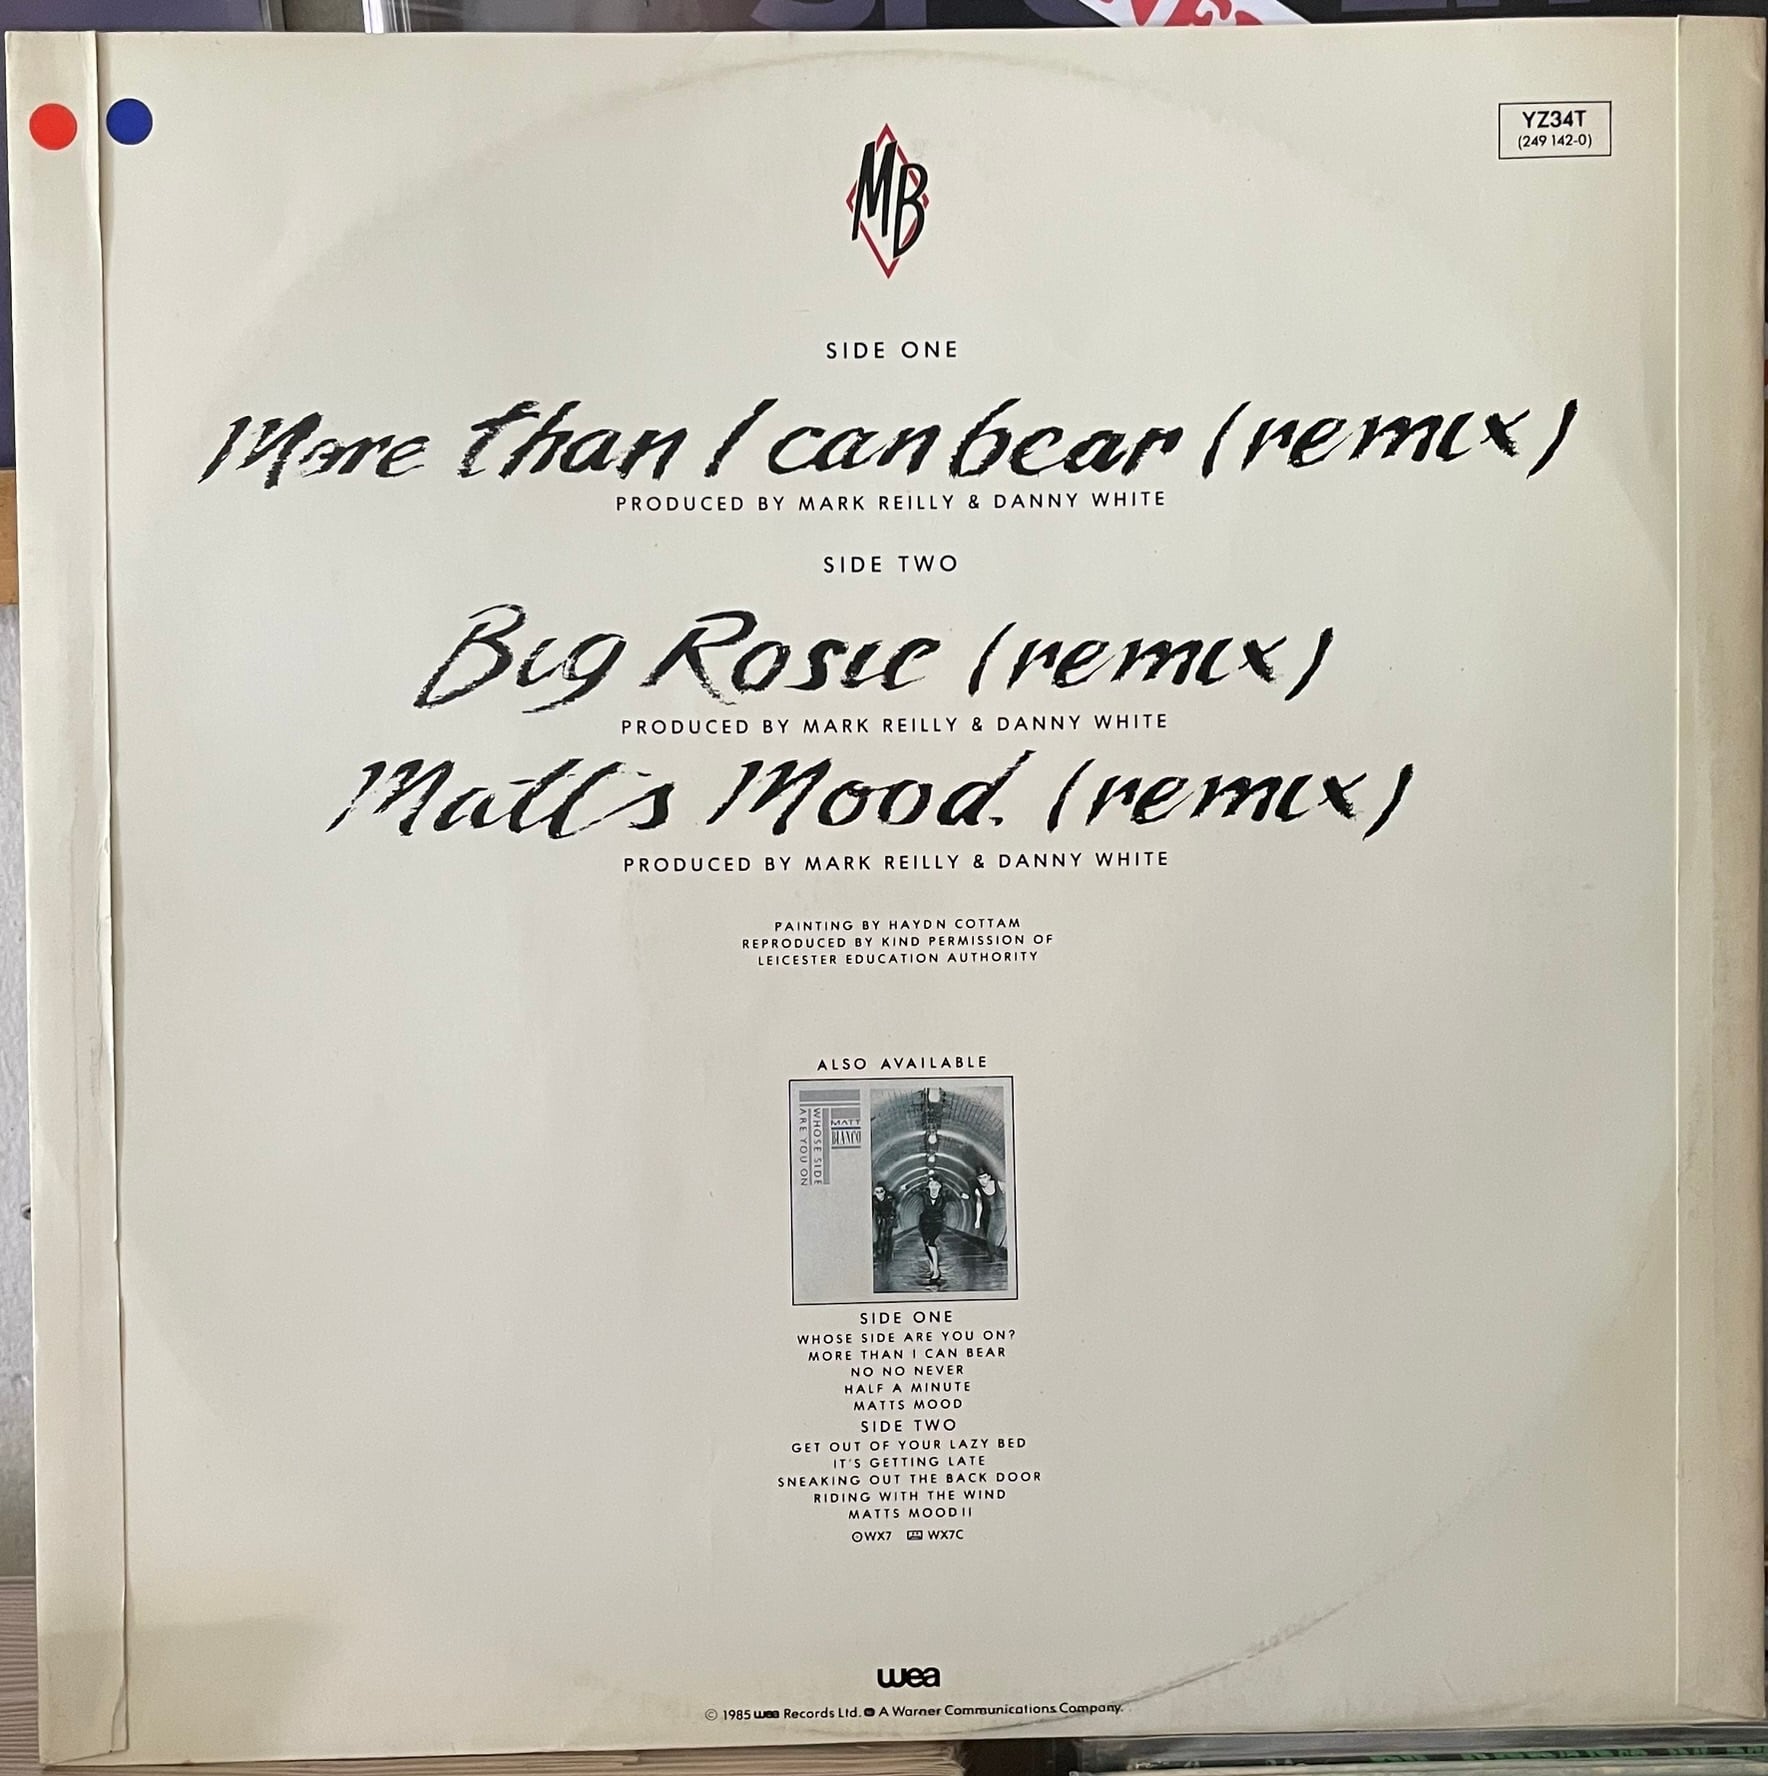 YZ34T
(249 142-0)
MB
SIDE ONE
More than I can bear (remix)
PRODUCED BY MARK REILLY & DANNY WHITE
SIDE TWO
Big Rosie (remix)
PRODUCED BY MARK REILLY & DANNY WHITE
Matt's Mood. (remix)
PRODUCED BY MARK REILLY & DANNY WHITE
PAINTING BY HAYDN COTTAM
REPRODUCED BY KIND PERMISSION OF
LEICESTER EDUCATION AUTHORITY
ALSO AVAILABLE
MATT
BIANCO
WHOSE SIDE
ARE YOU ON
SIDE ONE
WHOSE SIDE ARE YOU ON?
MORE THAN I CAN BEAR
NO NO NEVER
HALF A MINUTE
MATTS MOOD
SIDE TWO
GET OUT OF YOUR LAZY BED
IT'S GETTING LATE
SNEAKING OUT THE BACK DOOR
RIDING WITH THE WIND
MATTS MOOD II
WX7 WX7C
wea
© 1985 wea Records Ltd. A Warner Communications Company.